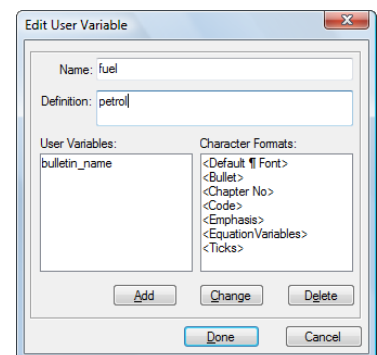 Edit User Variable
Name: fuel
Definition: petrol
User Variables:
bulletin_name
Character Formats:
<Default ¶ Font>
<Bullet>
<Chapter No>
<Code>
<Emphasis>
<EquationVariables>
<Ticks>
Add Change Delete
Done Cancel